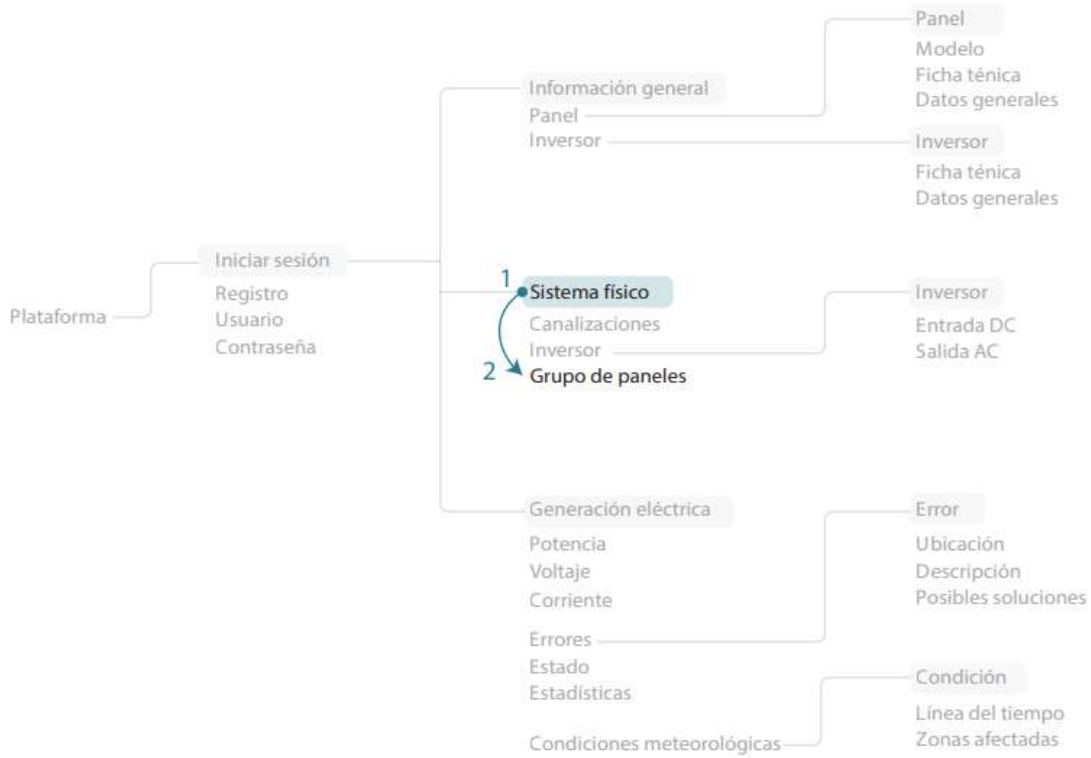 Plataforma
Iniciar sesión
Registro
Usuario
Contraseña
Información general
Panel
Inversor
Panel
Modelo
Ficha ténica
Datos generales
Inversor
Ficha ténica
Datos generales
1
Sistema físico
Canalizaciones
Inversor
2
Grupo de paneles
Inversor
Entrada DC
Salida AC
Generación eléctrica
Potencia
Voltaje
Corriente
Errores
Estado
Estadísticas
Condiciones meteorológicas
Error
Ubicación
Descripción
Posibles soluciones
Condición
Línea del tiempo
Zonas afectadas